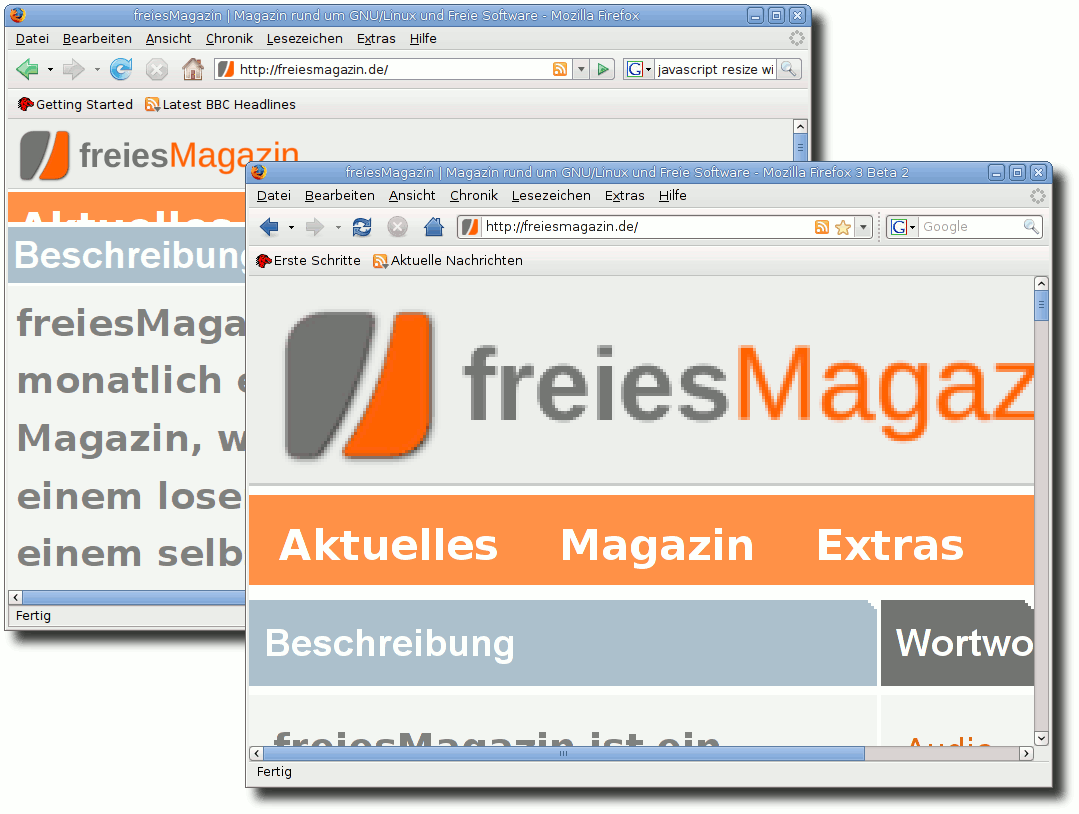 freiesMagazin | Magazin rund um GNU/Linux und Freie Software - Mozilla Firefox
Datei Bearbeiten Ansicht Chronik Lesezeichen Extras Hilfe
http://freiesmagazin.de/ G javascript resize wi
Getting Started Latest BBC Headlines
freiesMagazin
Aktuelles
Beschreibung
freiesMaga
monatlich e
Magazin, w
einem lose
einem selb
Fertig
freiesMagazin | Magazin rund um GNU/Linux und Freie Software - Mozilla Firefox 3 Beta 2
Datei Bearbeiten Ansicht Chronik Lesezeichen Extras Hilfe
http://freiesmagazin.de/ G Google
Erste Schritte Aktuelle Nachrichten
freiesMagaz
Aktuelles Magazin Extras
Beschreibung Wortwo
freiesMagazin ist ein Audio
Fertig